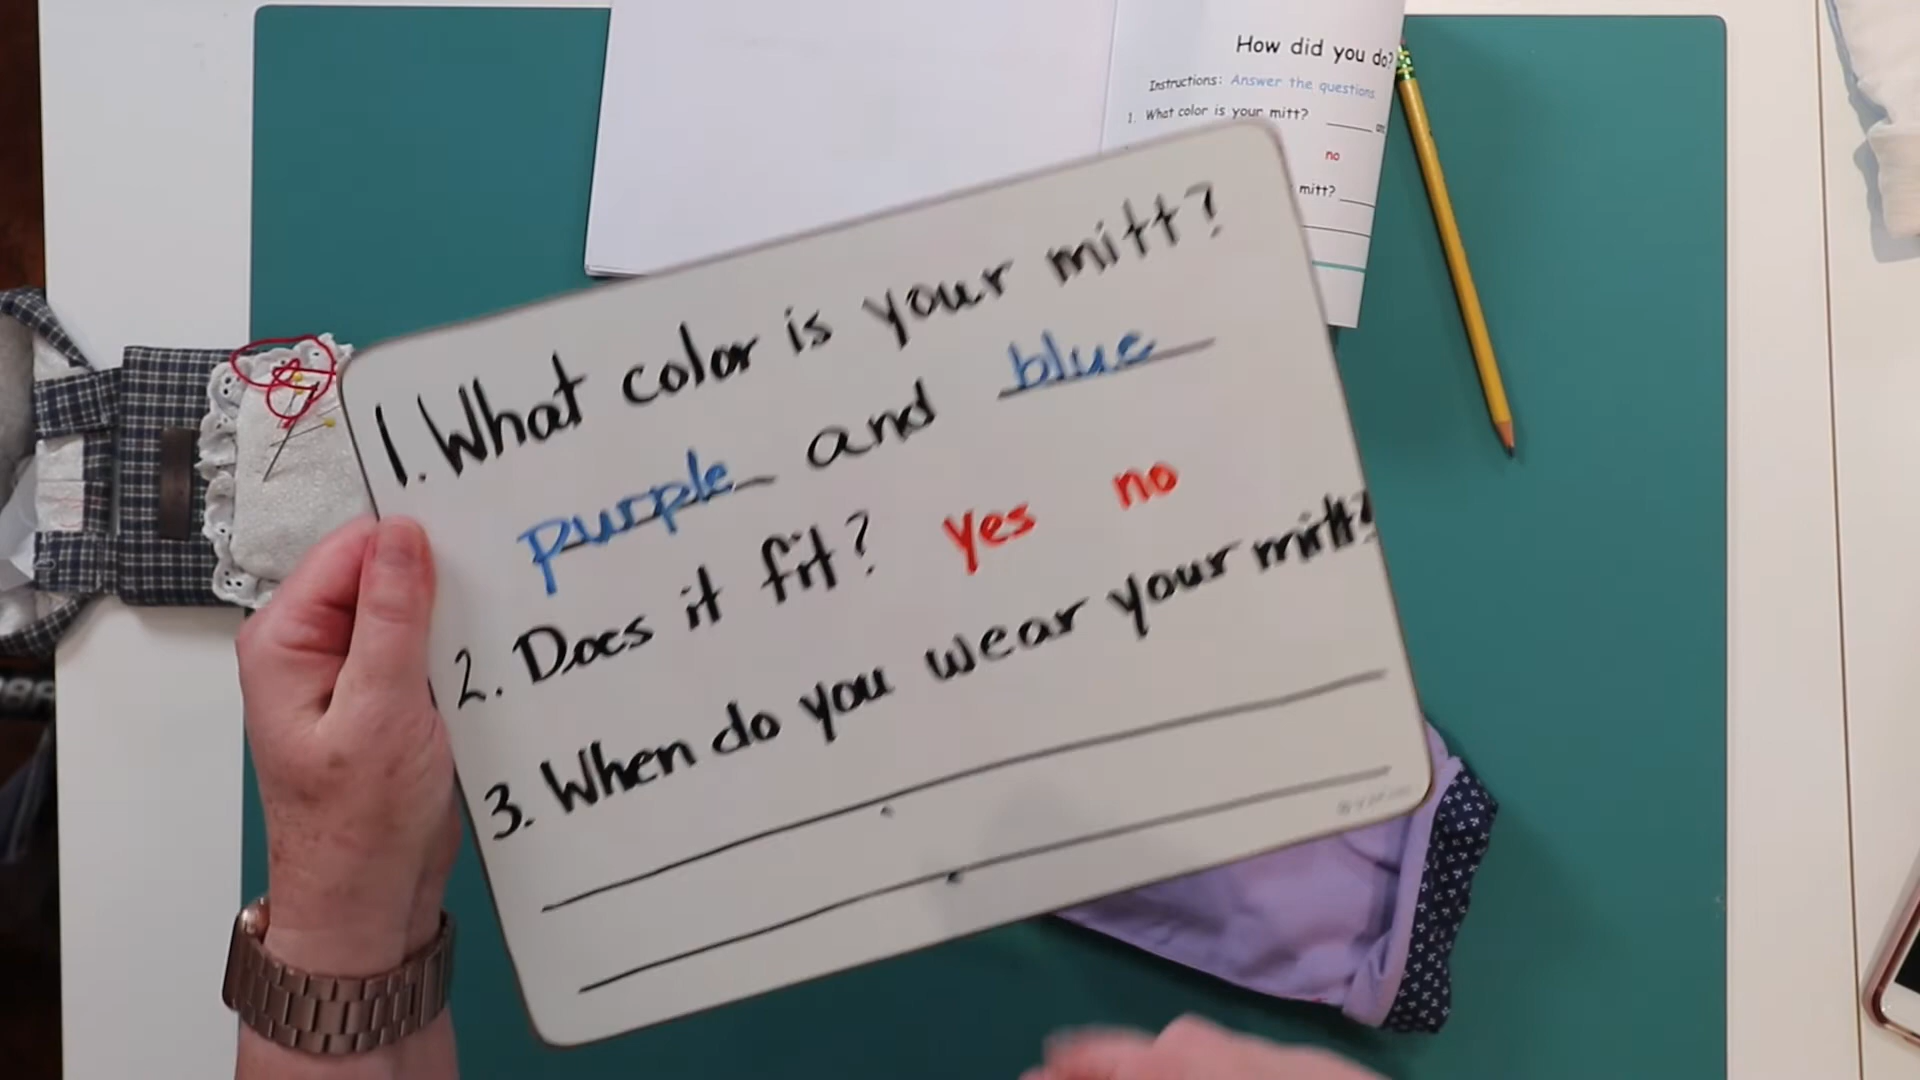 How did you do?
Instructions: Answer the questions
1. What color is your mitt? ______
no
mitt? ____
1. What color is your mitt?
purple and blue
2. Does it fit? yes no
3. When do you wear your mitt?